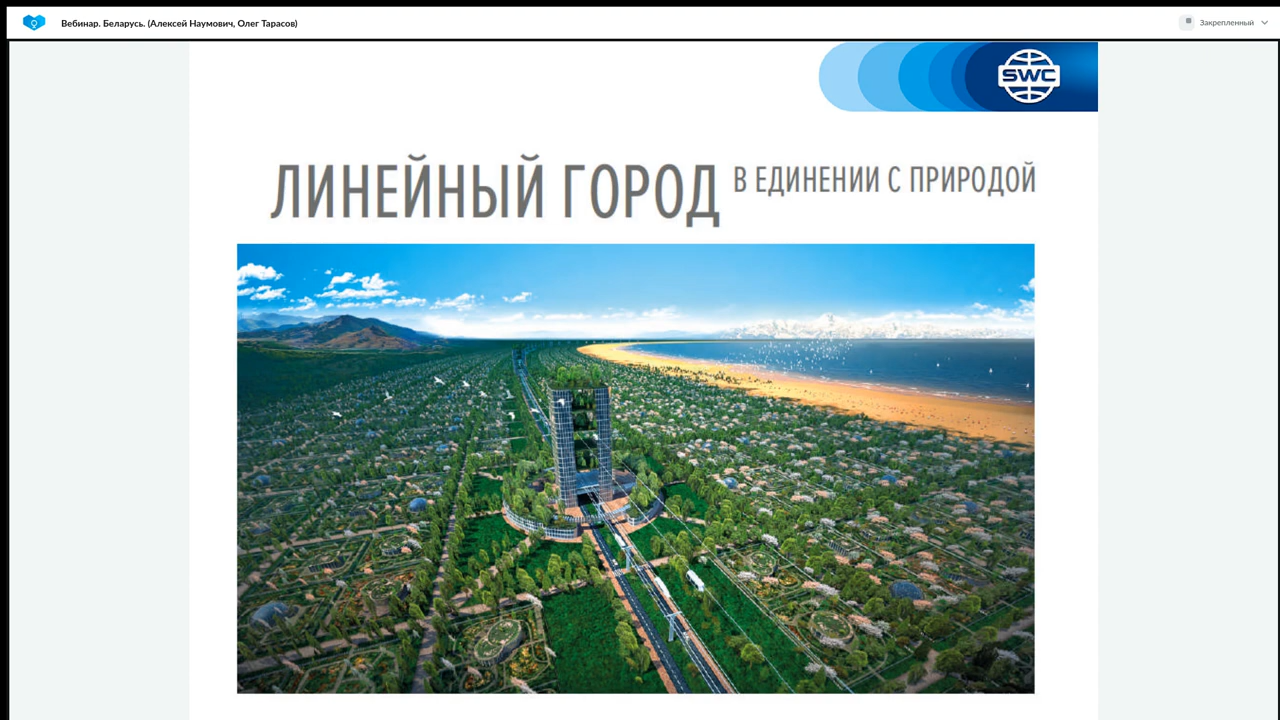 Вебинар. Беларусь. (Алексей Наумович, Олег Тарасов)
Закрепленный
SWC
ЛИНЕЙНЫЙ ГОРОД В ЕДИНЕНИИ С ПРИРОДОЙ